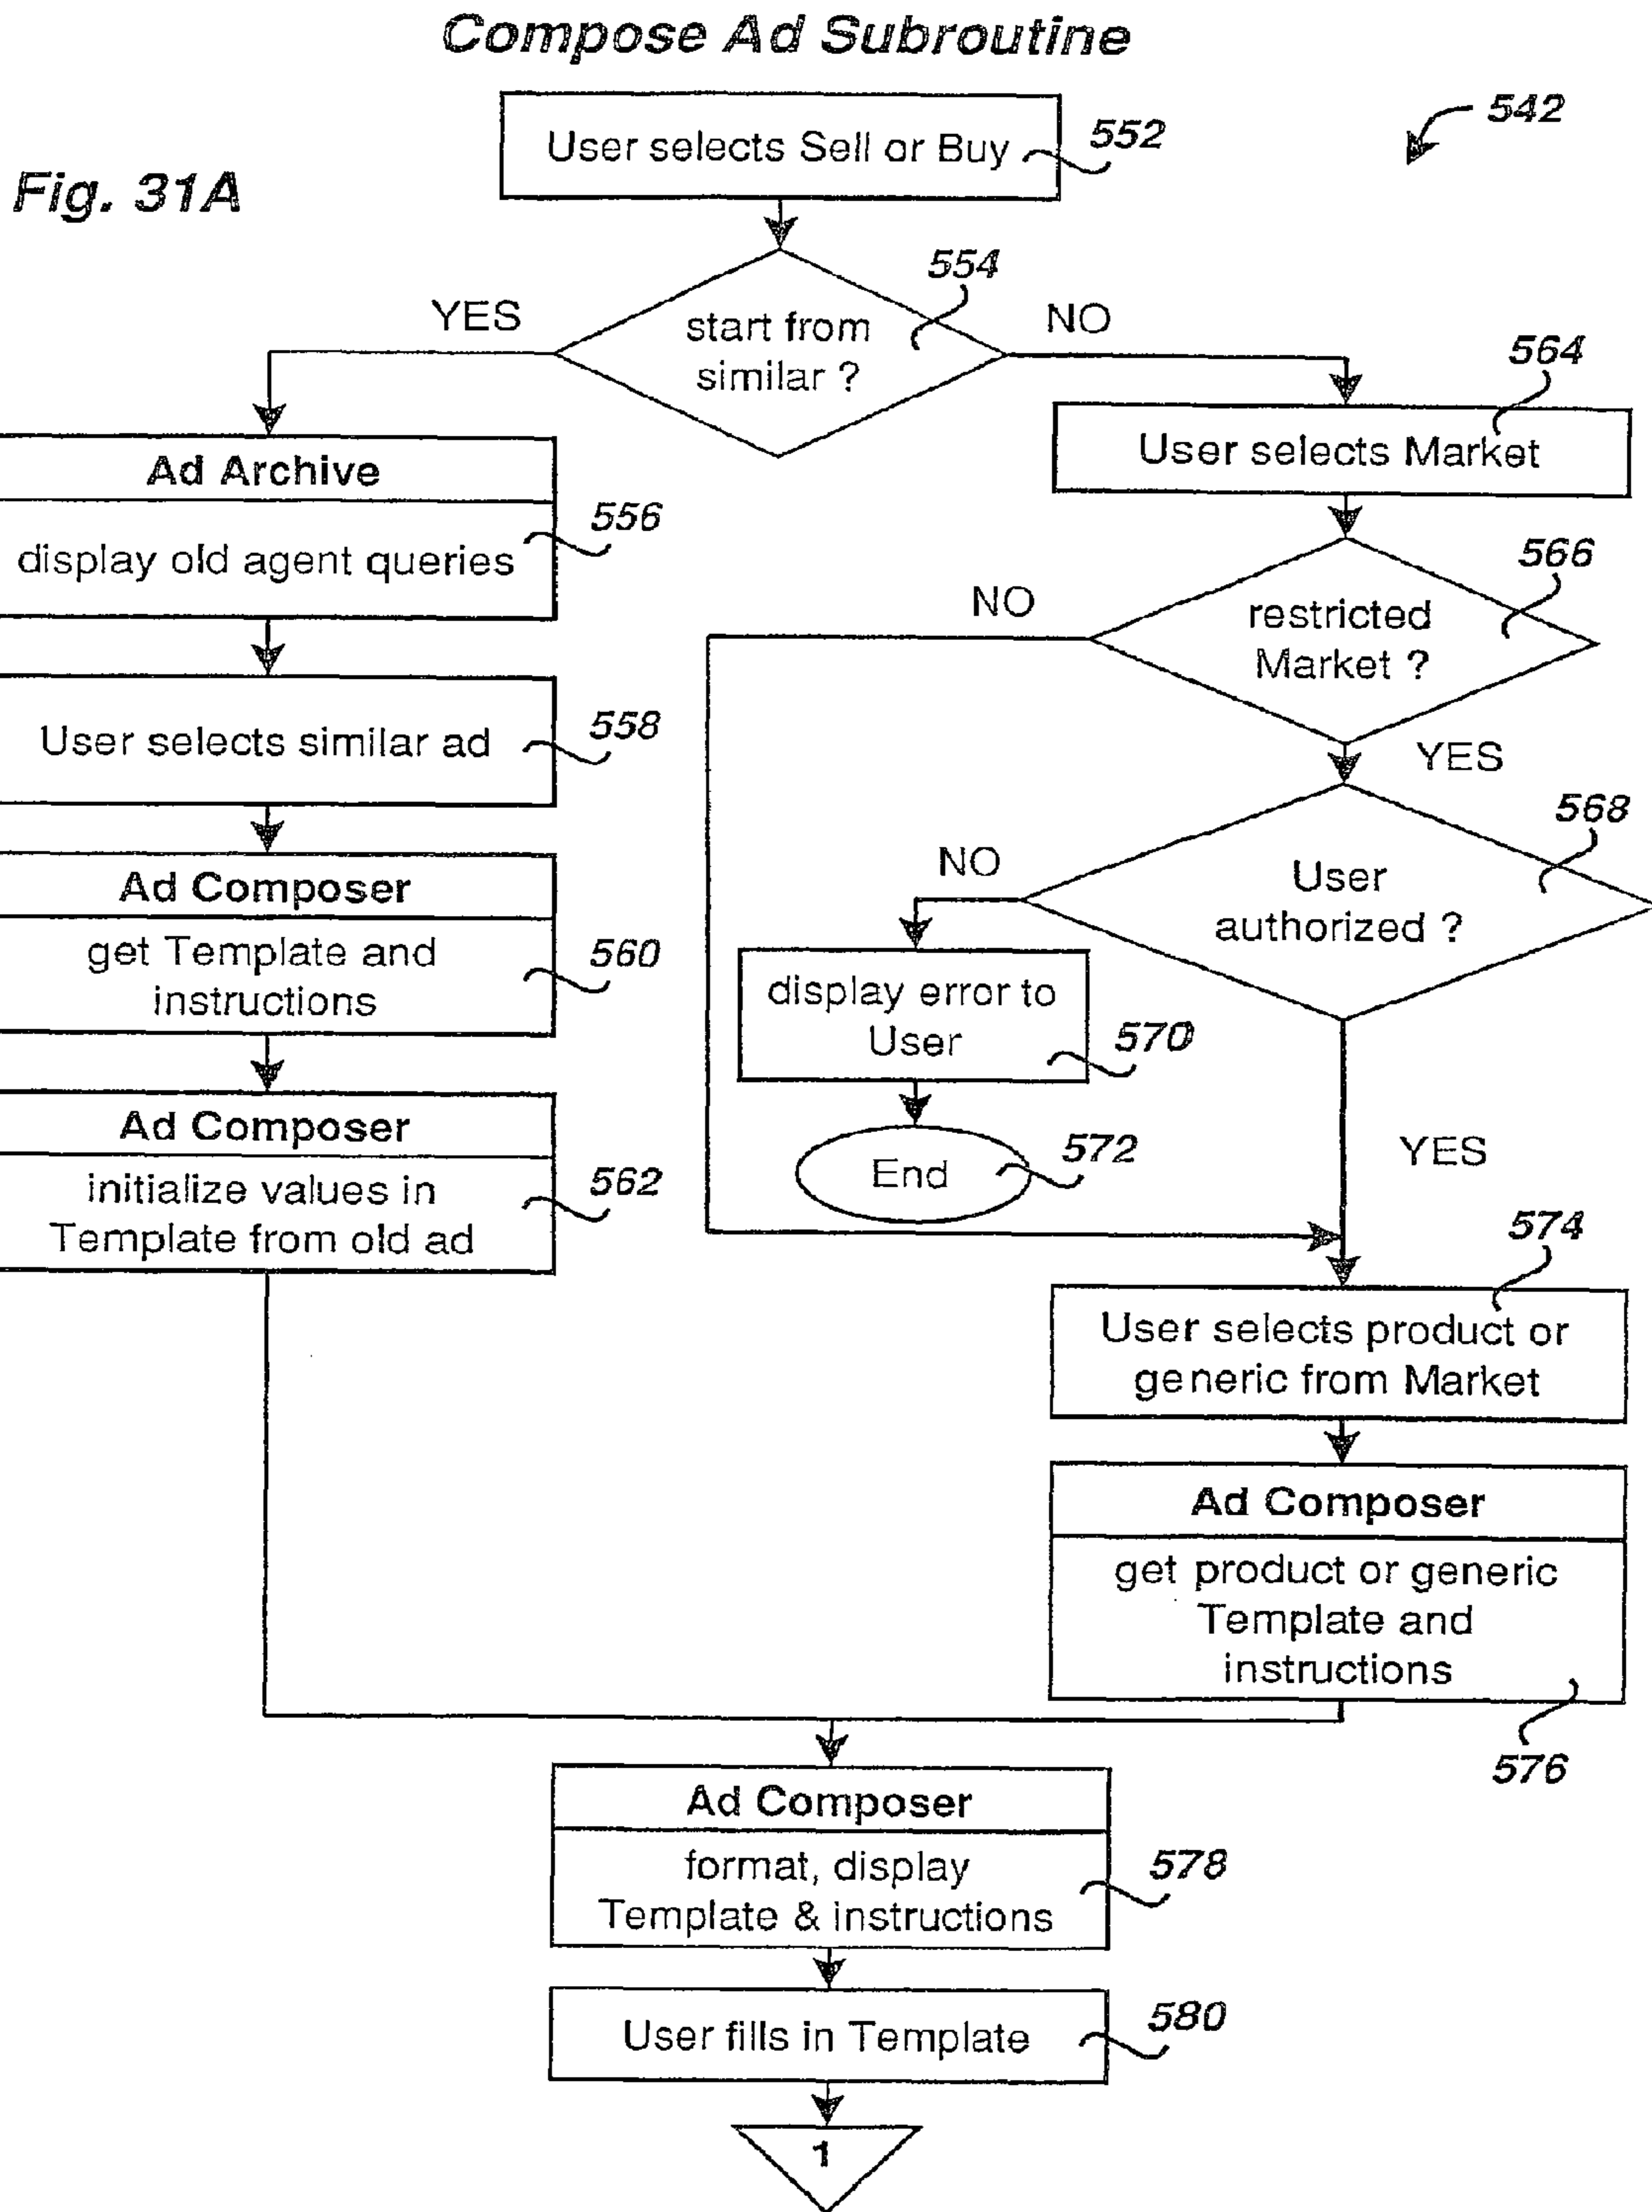 Compose Ad Subroutine
542
Fig. 31A
User selects Sell or Buy
552
554
start from
similar ?
YES
NO
Ad Archive
display old agent queries
556
User selects similar ad
558
Ad Composer
get Template and
instructions
560
Ad Composer
initialize values in
Template from old ad
562
564
User selects Market
566
restricted
Market ?
NO
YES
568
User
authorized ?
NO
display error to
User
570
End
572
YES
574
User selects product or
generic from Market
Ad Composer
get product or generic
Template and
instructions
576
Ad Composer
format, display
Template & instructions
578
User fills in Template
580
1